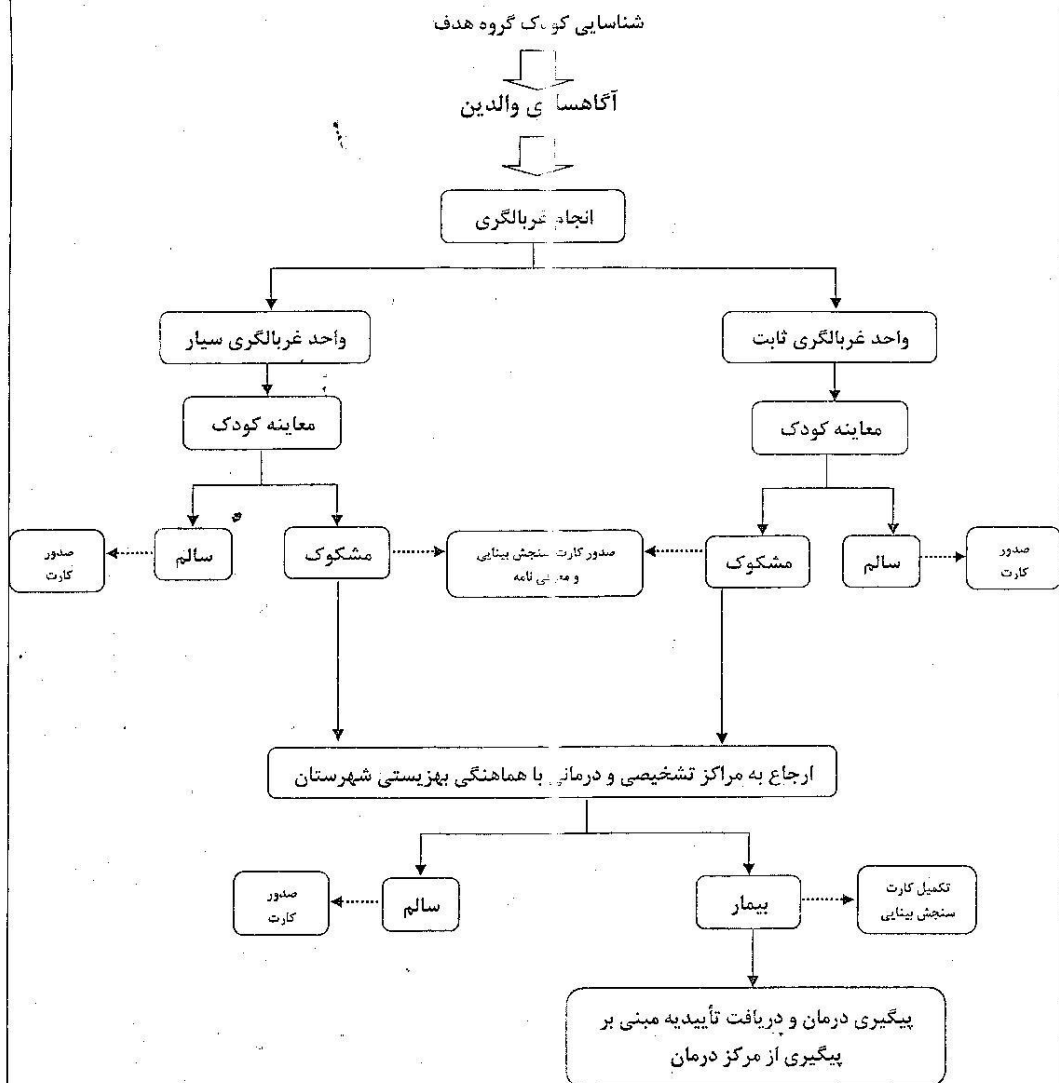 شناسایی کودک گروه هدف
آگاهسازی والدین
انجام غربالگری
واحد غربالگری ثابت
واحد غربالگری سیار
معاینه کودک
معاینه کودک
صدور
کارت
سالم
مشکوک
صدور کارت سنجش بینایی
و معرفی نامه
مشکوک
سالم
صدور
کارت
ارجاع به مراکز تشخیصی و درمانی با هماهنگی بهزیستی شهرستان
تکمیل کارت
سنجش بینایی
بیمار
سالم
صدور
کارت
پیگیری درمان و دریافت تأییدیه مبنی بر
پیگیری از مرکز درمان